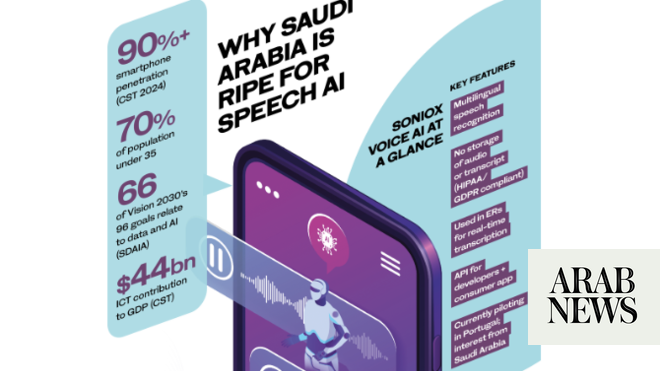 90%+
smartphone
penetration
(CST 2024)
70%
of population
under 35
66
of Vision 2030's
96 goals relate
to data and AI
(SDAIA)
$44bn
ICT contribution
to GDP (CST)
WHY SAUDI
ARABIA IS
RIPE FOR
SPEECH AI
SONIOX
VOICE AI AT
A GLANCE
KEY FEATURES
Multilingual
speech
recognition
No storage
of audio
or transcript
(HIPAA/
GDPR compliant)
Used in ERs
for real-time
transcription
API for
developers +
consumer app
Currently piloting
in Portugal;
interest from
Saudi Arabia
AI
ARAB
NEWS